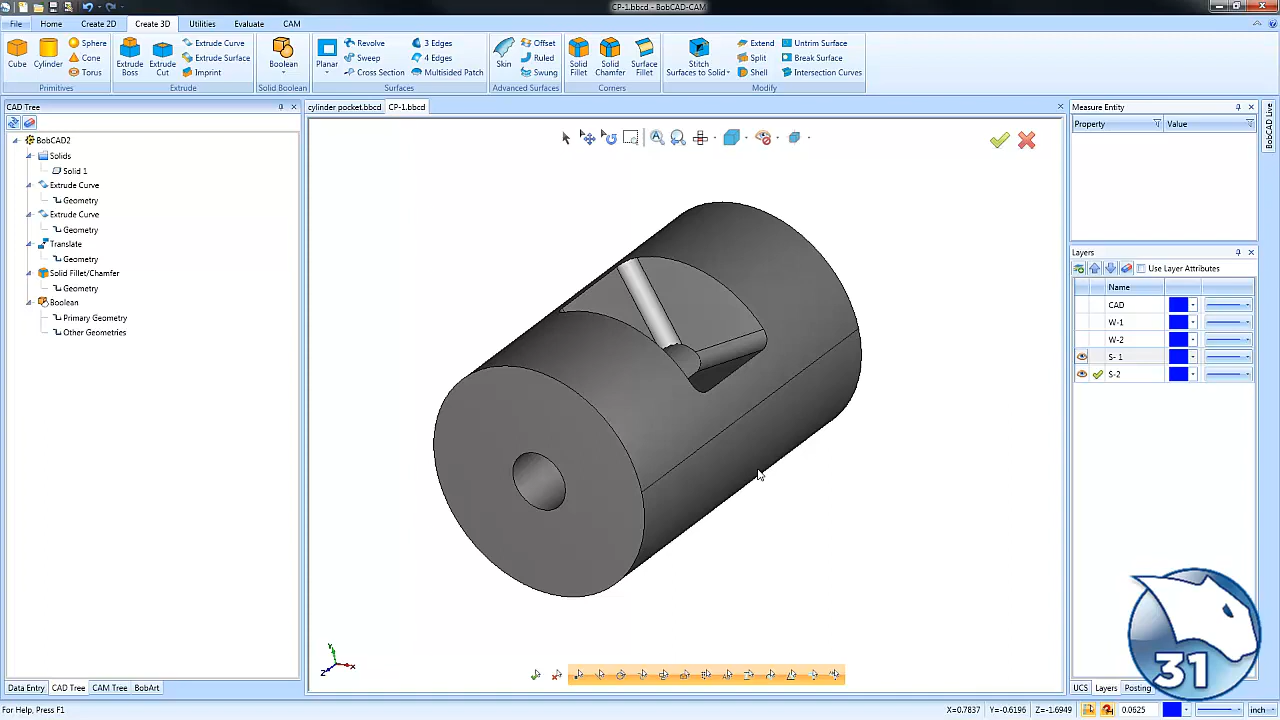 CP-1.bbcd - BobCAD-CAM
File Home Create 2D Create 3D Utilities Evaluate CAM
Cube Cylinder Sphere Cone Torus
Primitives
Extrude Boss Extrude Cut Extrude Curve Extrude Surface Imprint
Extrude
Boolean
Solid Boolean
Planar Revolve Sweep Cross Section 3 Edges 4 Edges Multisided Patch
Surfaces
Skin Offset Ruled Swung
Advanced Surfaces
Solid Fillet Solid Chamfer Surface Fillet
Corners
Stitch Surfaces to Solid Extend Split Shell Untrim Surface Break Surface Intersection Curves
Modify
CAD Tree
BobCAD2
Solids
Solid 1
Extrude Curve
Geometry
Extrude Curve
Geometry
Translate
Geometry
Solid Fillet/Chamfer
Geometry
Boolean
Primary Geometry
Other Geometries
Data Entry CAD Tree CAM Tree BobArt
cylinder pocket.bbcd CP-1.bbcd
Y
X
Z
Measure Entity
Property Value
BobCAD Live
Layers
Use Layer Attributes
Name
CAD
W-1
W-2
S- 1
S-2
31
UCS Layers Posting
For Help, Press F1
X=0.7837 Y=-0.6196 Z=-1.6949 0.0625 inch